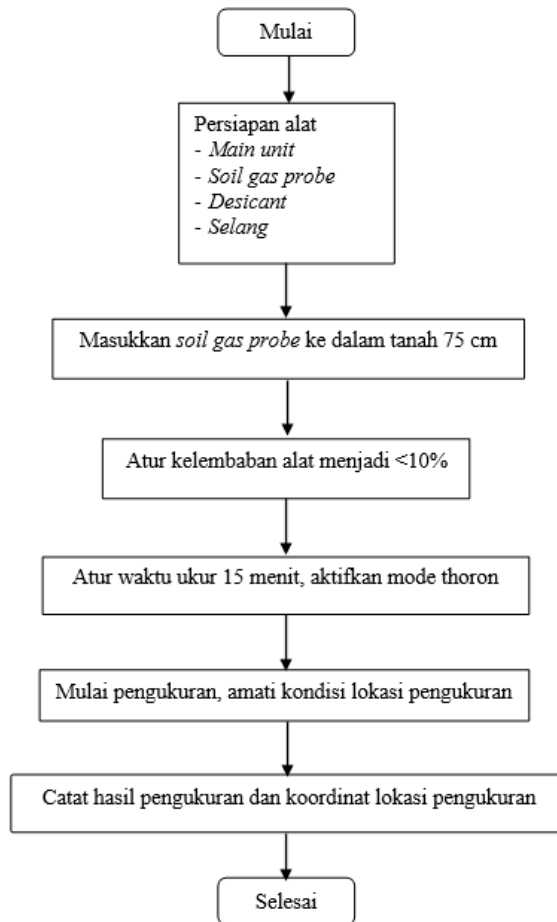 Mulai
Persiapan alat
- Main unit
- Soil gas probe
- Desicant
- Selang
Masukkan soil gas probe ke dalam tanah 75 cm
Atur kelembaban alat menjadi <10%
Atur waktu ukur 15 menit, aktifkan mode thoron
Mulai pengukuran, amati kondisi lokasi pengukuran
Catat hasil pengukuran dan koordinat lokasi pengukuran
Selesai